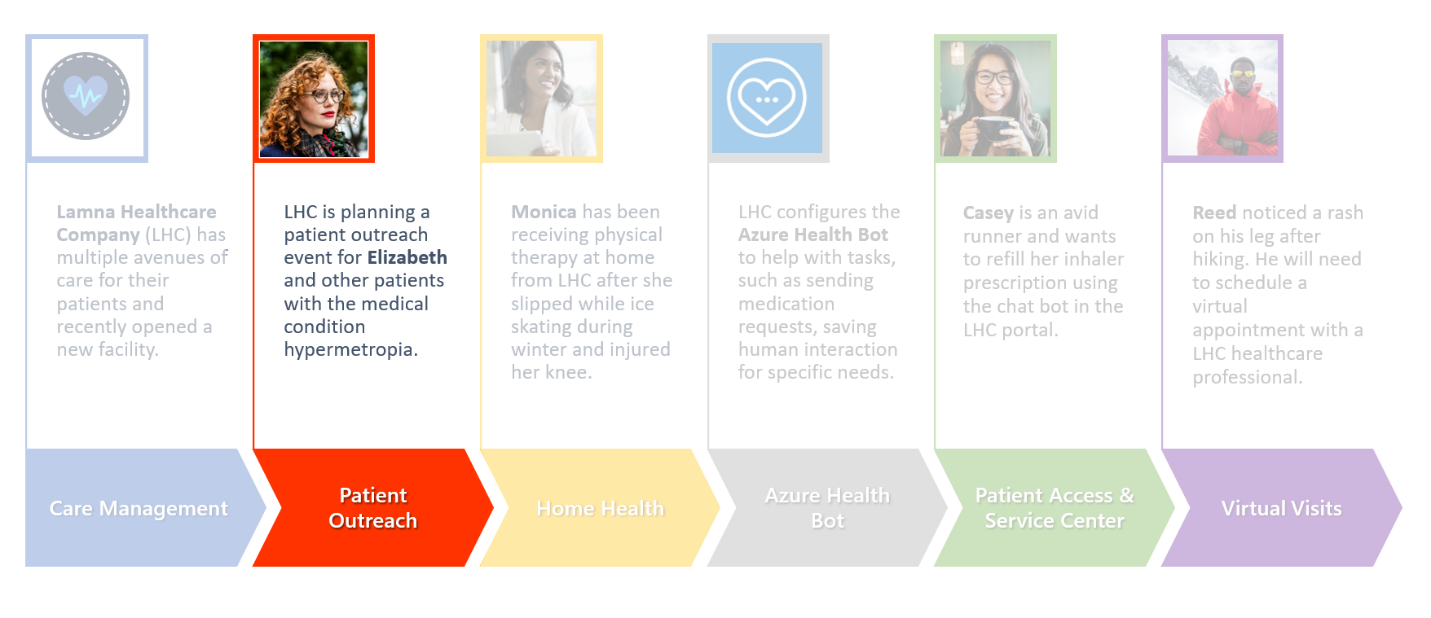 Lamna Healthcare
Company (LHC) has
multiple avenues of
care for their
patients and
recently opened a
new facility.
LHC is planning a
patient outreach
event for Elizabeth
and other patients
with the medical
condition
hypermetropia.
Monica has been
receiving physical
therapy at home
from LHC after she
slipped while ice
skating during
winter and injured
her knee.
LHC configures the
Azure Health Bot
to help with tasks,
such as sending
medication
requests, saving
human interaction
for specific needs.
Casey is an avid
runner and wants
to refill her inhaler
prescription using
the chat bot in the
LHC portal.
Reed noticed a rash
on his leg after
hiking. He will need
to schedule a
virtual
appointment with a
LHC healthcare
professional.
Care Management
Patient
Outreach
Home Health
Azure Health
Bot
Patient Access &
Service Center
Virtual Visits